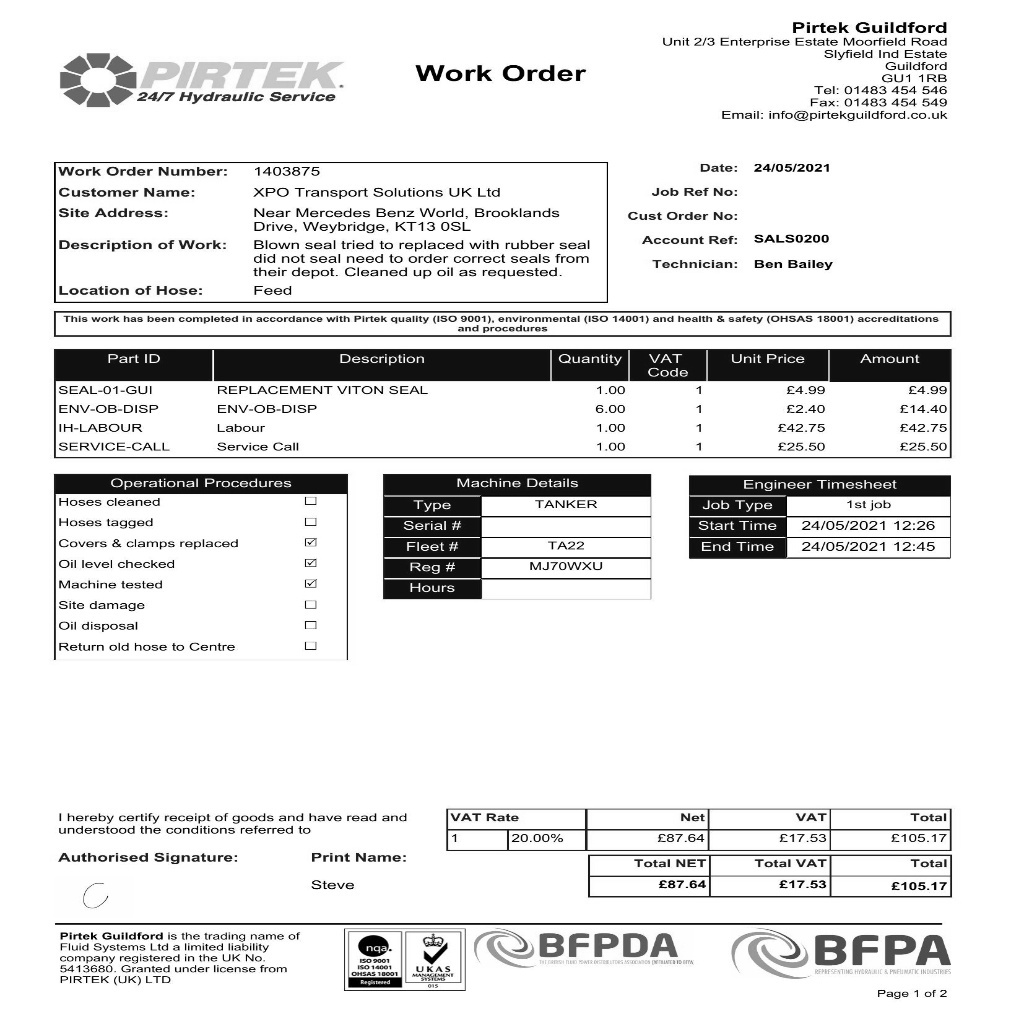 Pirtek Guildford
Unit 2/3 Enterprise Estate Moorfield Road
Slyfield Ind Estate
Guildford
GU1 1RB
Tel: 01483 454 546
Fax: 01483 454 549
Email: info@pirtekguildford.co.uk
PIRTEK
24/7 Hydraulic Service
Work Order
Work Order Number: 1403875
Customer Name: XPO Transport Solutions UK Ltd
Site Address: Near Mercedes Benz World, Brooklands
Drive, Weybridge, KT13 0SL
Description of Work: Blown seal tried to replaced with rubber seal
did not seal need to order correct seals from
their depot. Cleaned up oil as requested.
Location of Hose: Feed
Date: 24/05/2021
Job Ref No:
Cust Order No:
Account Ref: SALS0200
Technician: Ben Bailey
This work has been completed in accordance with Pirtek quality (ISO 9001), environmental (ISO 14001) and health & safety (OHSAS 18001) accreditations
and procedures
Part ID Description Quantity VAT Code Unit Price Amount
SEAL-01-GUI REPLACEMENT VITON SEAL 1.00 1 £4.99 £4.99
ENV-OB-DISP ENV-OB-DISP 6.00 1 £2.40 £14.40
IH-LABOUR Labour 1.00 1 £42.75 £42.75
SERVICE-CALL Service Call 1.00 1 £25.50 £25.50
Operational Procedures
Hoses cleaned ☐
Hoses tagged ☐
Covers & clamps replaced ☑
Oil level checked ☑
Machine tested ☑
Site damage ☐
Oil disposal ☐
Return old hose to Centre ☐
Machine Details
Type TANKER
Serial #
Fleet # TA22
Reg # MJ70WXU
Hours
Engineer Timesheet
Job Type 1st job
Start Time 24/05/2021 12:26
End Time 24/05/2021 12:45
I hereby certify receipt of goods and have read and
understood the conditions referred to
Authorised Signature: Print Name:
Steve
VAT Rate Net VAT Total
1 20.00% £87.64 £17.53 £105.17
Total NET Total VAT Total
£87.64 £17.53 £105.17
Pirtek Guildford is the trading name of
Fluid Systems Ltd a limited liability
company registered in the UK No.
5413680. Granted under license from
PIRTEK (UK) LTD
nqa.
ISO 9001
ISO 14001
OHSAS 18001
Registered
UKAS
MANAGEMENT
SYSTEMS
015
BFPDA
THE BRITISH FLUID POWER DISTRIBUTORS ASSOCIATION (AFFILIATED TO BFPA)
BFPA
REPRESENTING HYDRAULIC & PNEUMATIC INDUSTRIES
Page 1 of 2